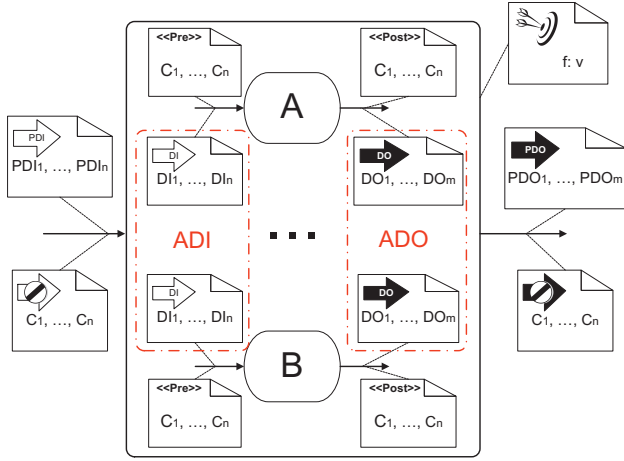 <<Pre>>
C1, ..., Cn
<<Post>>
C1, ..., Cn
f: v
A
PDI
PDI1, ..., PDIn
DI
DI1, ..., DIn
DO
DO1, ..., DOm
PDO
PDO1, ..., PDOm
ADI
...
ADO
C1, ..., Cn
DI
DI1, ..., DIn
DO
DO1, ..., DOm
C1, ..., Cn
B
<<Pre>>
C1, ..., Cn
<<Post>>
C1, ..., Cn